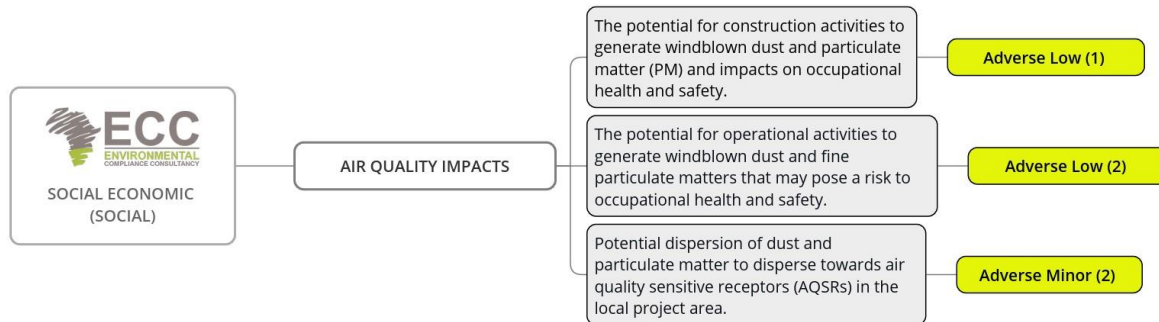 ECC
ENVIRONMENTAL
COMPLIANCE CONSULTANCY
SOCIAL ECONOMIC
(SOCIAL)
AIR QUALITY IMPACTS
The potential for construction activities to
generate windblown dust and particulate
matter (PM) and impacts on occupational
health and safety.
Adverse Low (1)
The potential for operational activities to
generate windblown dust and fine
particulate matters that may pose a risk to
occupational health and safety.
Adverse Low (2)
Potential dispersion of dust and
particulate matter to disperse towards air
quality sensitive receptors (AQSRs) in the
local project area.
Adverse Minor (2)